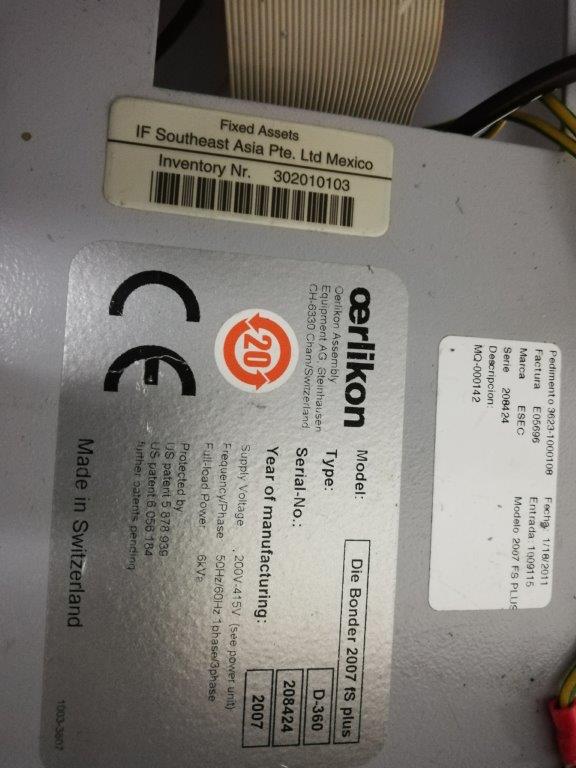 Fixed Assets
IF Southeast Asia Pte. Ltd Mexico
Inventory Nr. 302010103
œrlikon
Oerlikon Assembly
Equipment AG, Steinhausen
CH-6330 Cham/Switzerland
20
CE
Model: Die Bonder 2007 fS plus
Type: D-360
Serial-No.: 208424
Year of manufacturing: 2007
Supply Voltage : 200V-415V (see power unit)
Frequency/Phase 50Hz/60Hz 1phase/3phase
Full-load Power 6kVa
Protected by
US patent 5 878 939
US patent 6 056 184
further patents pending
Made in Switzerland
1003-3607
Pedimento 3623-1000108 Fecha 1/18/2011
Factura E05696 Entrada: 1009115
Marca ESEC Modelo 2007 FS PLUS
Serie 208424
Descripcion:
MQ-000142